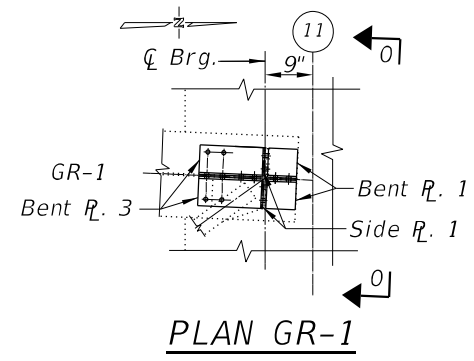 N
11
O
℄ Brg.
9"
GR-1
Bent ⅊. 3
Bent ⅊. 1
Side ⅊. 1
O
PLAN GR-1